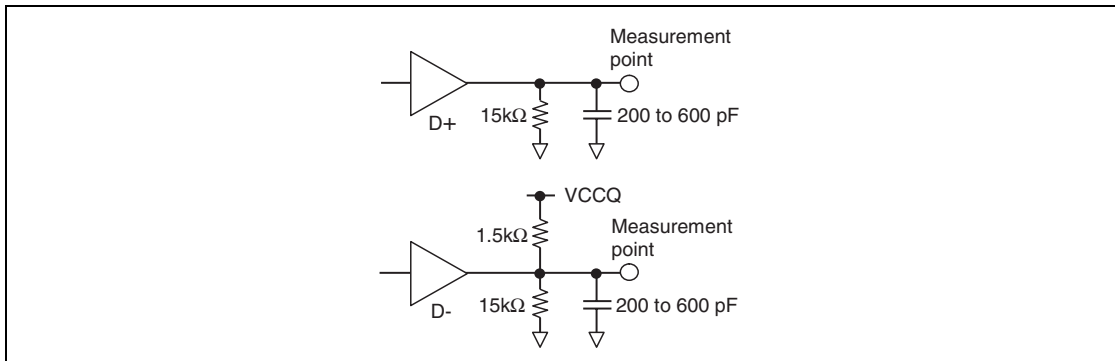 Measurement
point
D+
15kΩ
200 to 600 pF
VCCQ
1.5kΩ
Measurement
point
D-
15kΩ
200 to 600 pF